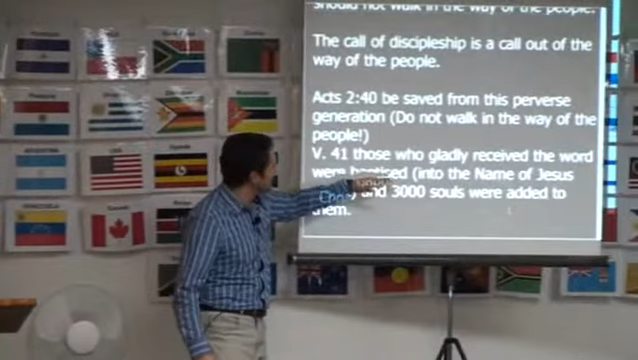 should not walk in the way of the people.
The call of discipleship is a call out of the
way of the people.
Acts 2:40 be saved from this perverse
generation (Do not walk in the way of the
people!)
V. 41 those who gladly received the word
were baptised (into the Name of Jesus
and 3000 souls were added to
them.